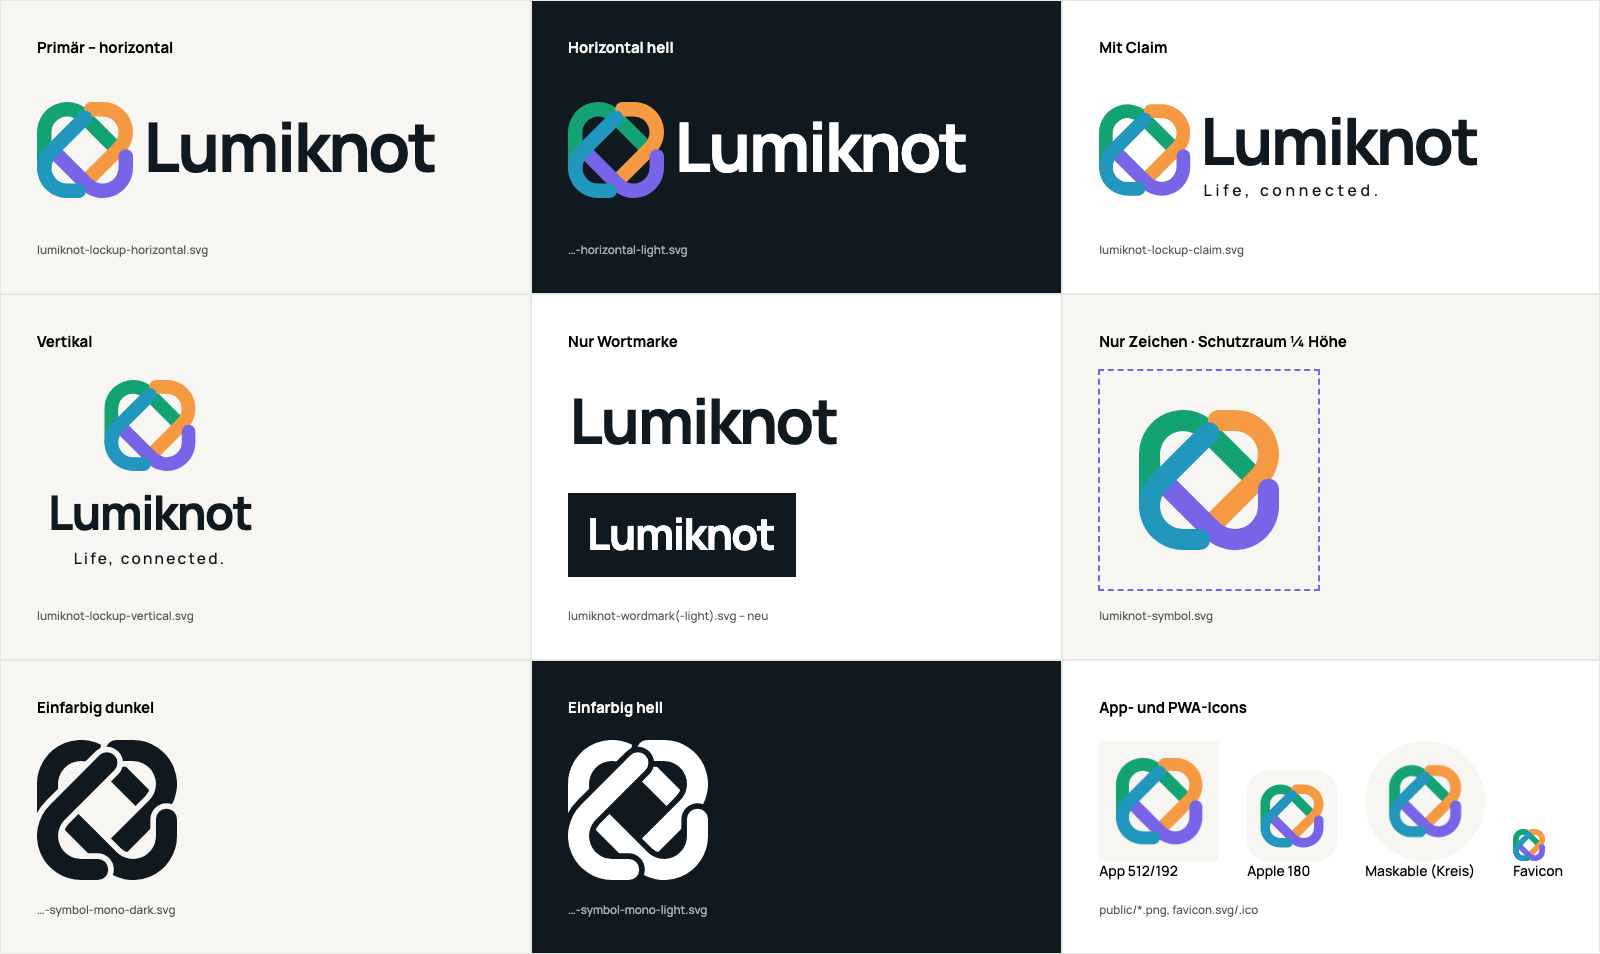 Primär – horizontal
Lumiknot
lumiknot-lockup-horizontal.svg
Horizontal hell
Lumiknot
…-horizontal-light.svg
Mit Claim
Lumiknot
Life, connected.
lumiknot-lockup-claim.svg
Vertikal
Lumiknot
Life, connected.
lumiknot-lockup-vertical.svg
Nur Wortmarke
Lumiknot
Lumiknot
lumiknot-wordmark(-light).svg – neu
Nur Zeichen · Schutzraum ¼ Höhe
lumiknot-symbol.svg
Einfarbig dunkel
…-symbol-mono-dark.svg
Einfarbig hell
…-symbol-mono-light.svg
App- und PWA-Icons
App 512/192
Apple 180
Maskable (Kreis)
Favicon
public/*.png, favicon.svg/.ico